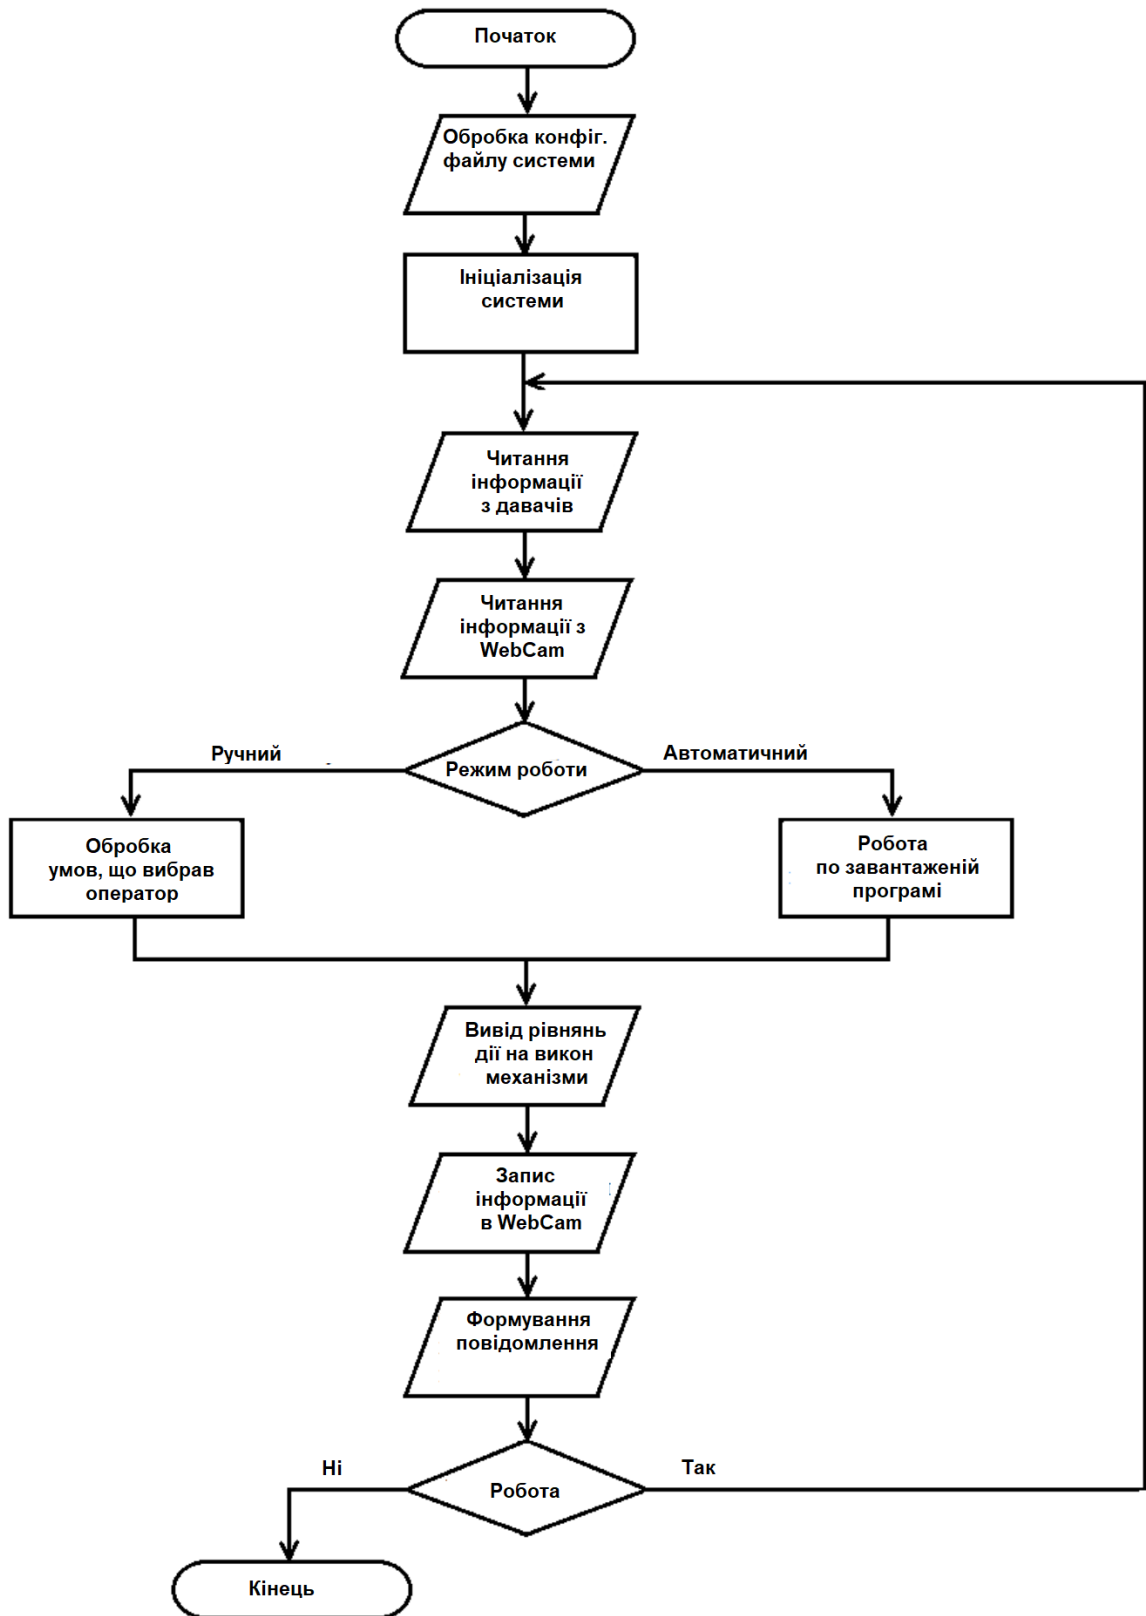 Початок
Обробка конфіг.
файлу системи
Ініціалізація
системи
Читання
інформації
з давачів
Читання
інформації з
WebCam
Ручний
Режим роботи
Автоматичний
Обробка
умов, що вибрав
оператор
Робота
по завантаженій
програмі
Вивід рівнянь
дії на викон
механізми
Запис
інформації
в WebCam
Формування
повідомлення
Ні
Робота
Так
Кінець